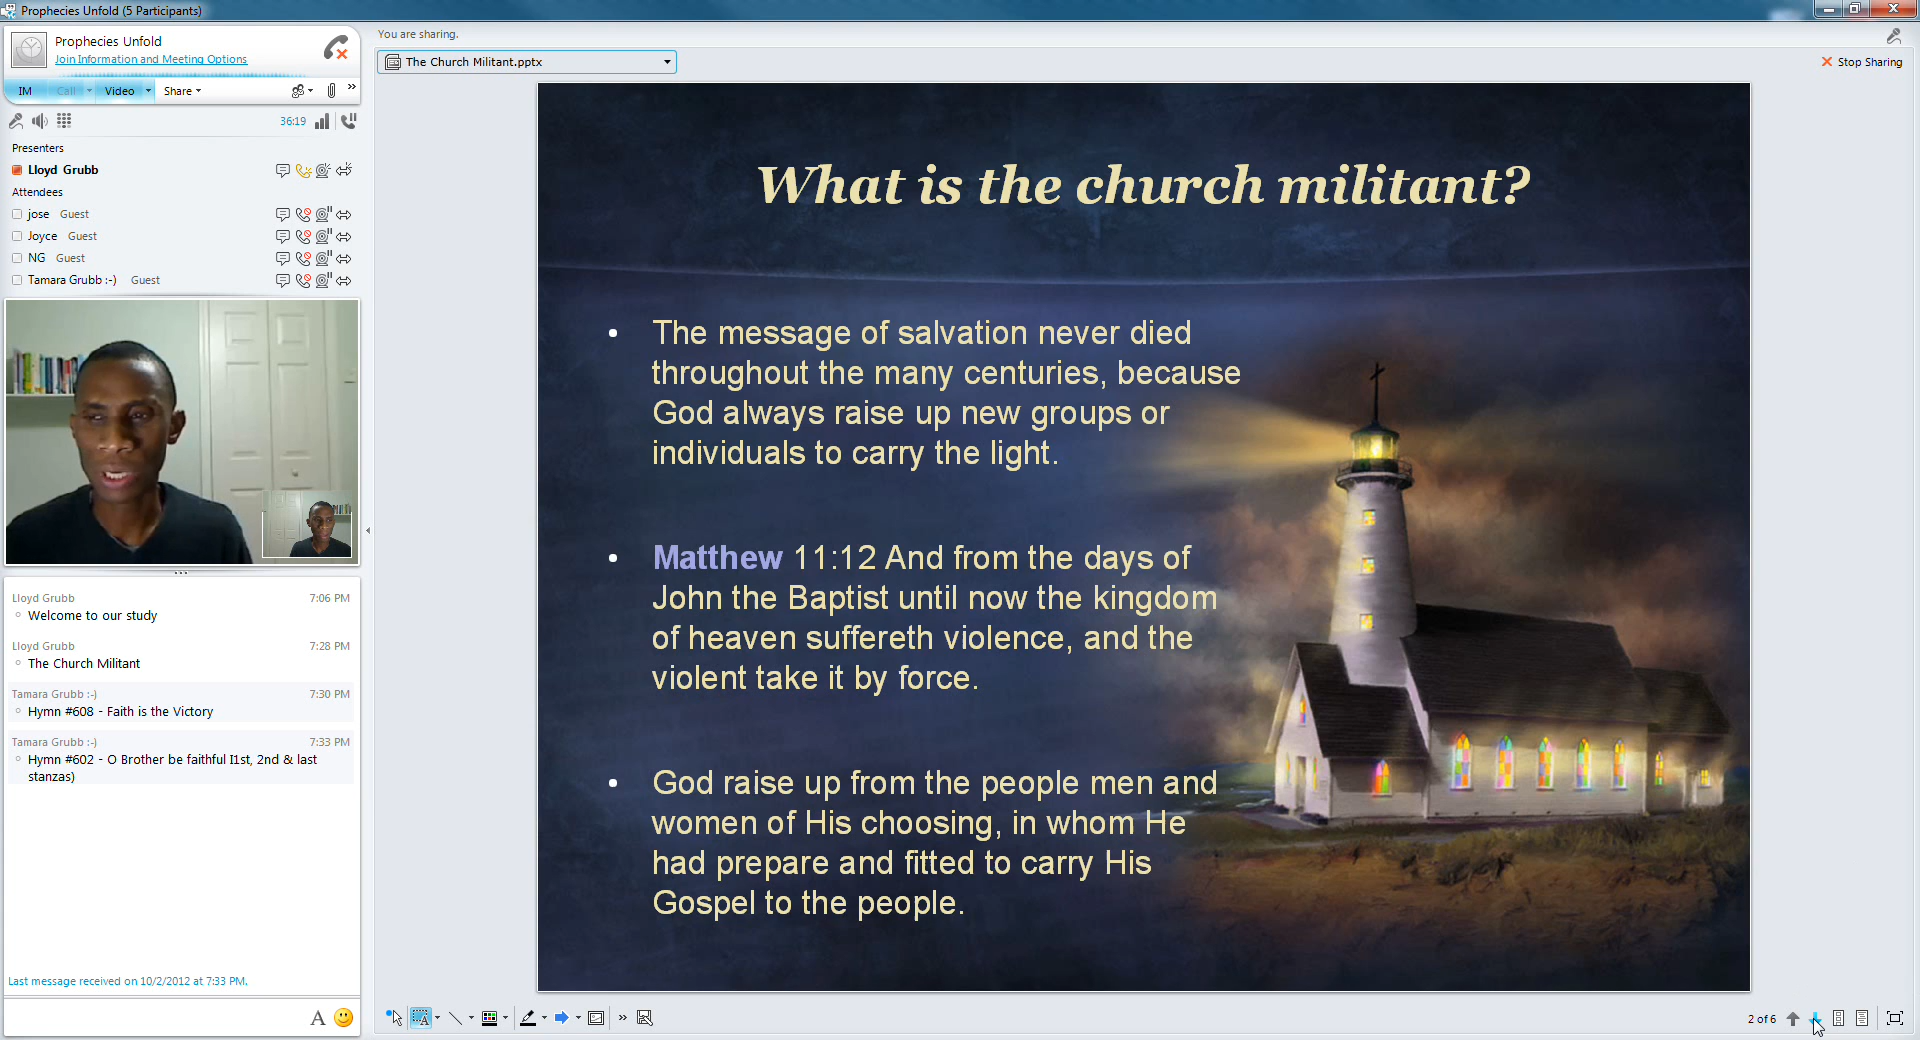 Prophecies Unfold (5 Participants)
Prophecies Unfold
Join Information and Meeting Options
IM Call Video Share
36:19
Presenters
Lloyd Grubb
Attendees
jose Guest
Joyce Guest
NG Guest
Tamara Grubb :-) Guest
Lloyd Grubb 7:06 PM
Welcome to our study
Lloyd Grubb 7:28 PM
The Church Militant
Tamara Grubb :-) 7:30 PM
Hymn #608 - Faith is the Victory
Tamara Grubb :-) 7:33 PM
Hymn #602 - O Brother be faithful I1st, 2nd & last
stanzas)
Last message received on 10/2/2012 at 7:33 PM.
A
You are sharing.
The Church Militant.pptx
Stop Sharing
What is the church militant?
• The message of salvation never died
throughout the many centuries, because
God always raise up new groups or
individuals to carry the light.
• Matthew 11:12 And from the days of
John the Baptist until now the kingdom
of heaven suffereth violence, and the
violent take it by force.
• God raise up from the people men and
women of His choosing, in whom He
had prepare and fitted to carry His
Gospel to the people.
2 of 6